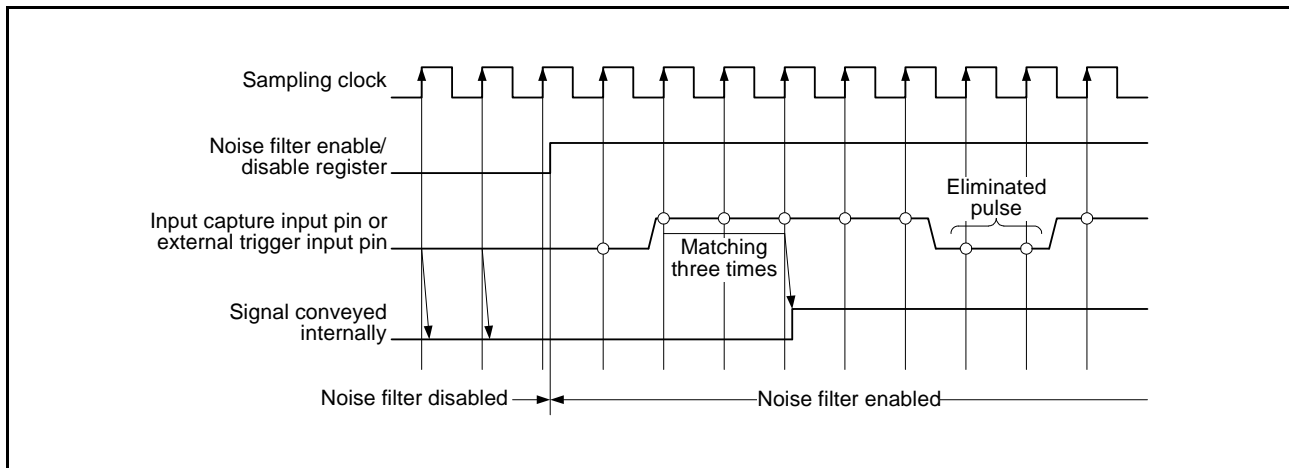 Sampling clock
Noise filter enable/
disable register
Input capture input pin or
external trigger input pin
Eliminated
pulse
Matching
three times
Signal conveyed
internally
Noise filter disabled
Noise filter enabled